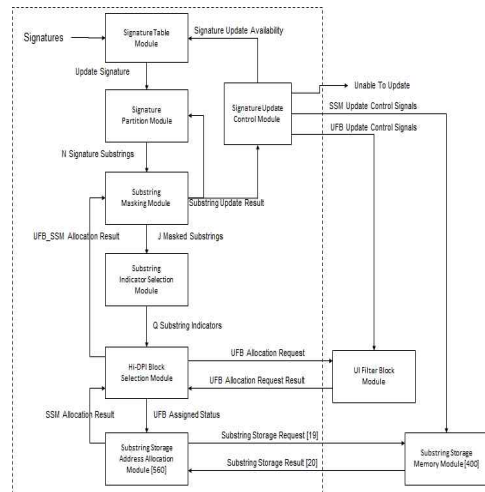 Signatures
Signature Table
Module
Signature Update Availability
Update Signature
Unable To Update
SSM Update Control Signals
Signature
Partition Module
Signature Update
Control Module
UFB Update Control Signals
N Signature Substrings
Substring
Masking Module
Substring Update Result
UFB_SSM Allocation Result
J Masked Substrings
Substring
Indicator Selection
Module
Q Substring Indicators
UFB Allocation Request
Hi-DPI Block
Selection Module
UI Filter Block
Module
UFB Allocation Request Result
SSM Allocation Result
UFB Assigned Status
Substring Storage Request [19]
Substring Storage
Address Allocation
Module [560]
Substring Storage
Memory Module [400]
Substring Storage Result [20]